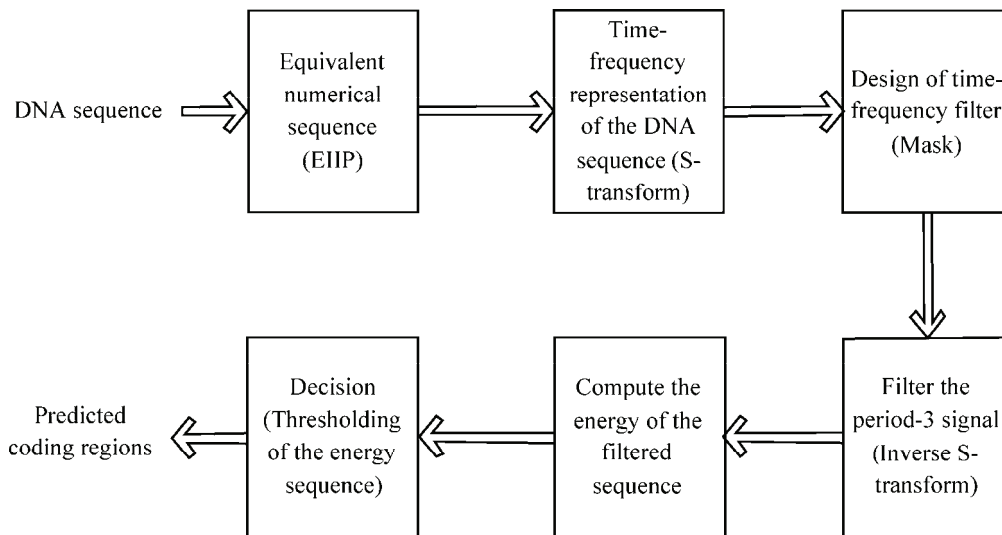 DNA sequence
Equivalent
numerical
sequence
(EIIP)
Time-
frequency
representation
of the DNA
sequence (S-
transform)
Design of time-
frequency filter
(Mask)
Filter the
period-3 signal
(Inverse S-
transform)
Compute the
energy of the
filtered
sequence
Decision
(Thresholding
of the energy
sequence)
Predicted
coding regions